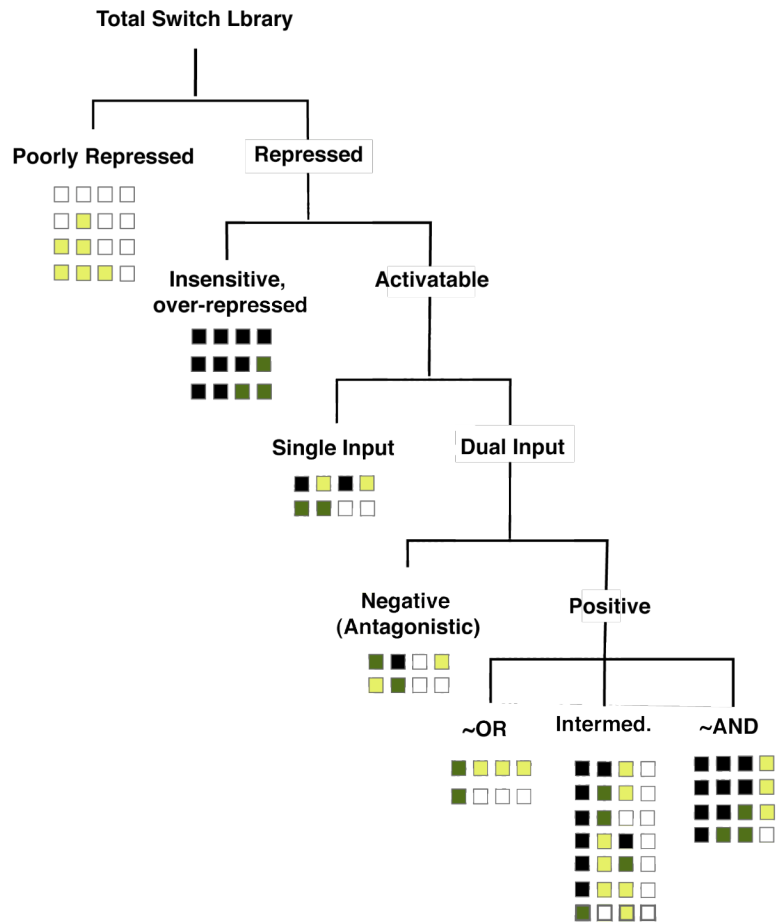 Total Switch Lbrary
Poorly Repressed
Repressed
Insensitive,
over-repressed
Activatable
Single Input
Dual Input
Negative
(Antagonistic)
Positive
~OR
Intermed.
~AND